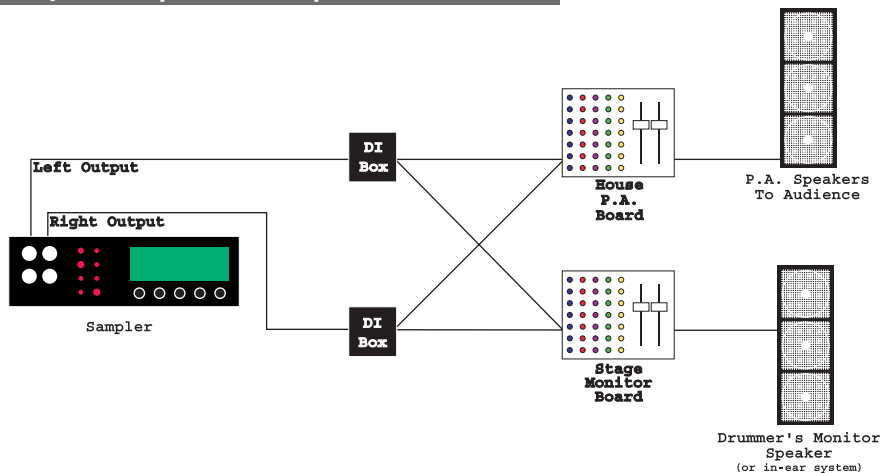 Left Output
Right Output
Sampler
DI
Box
DI
Box
House
P.A.
Board
P.A. Speakers
To Audience
Stage
Monitor
Board
Drummer's Monitor
Speaker
(or in-ear system)